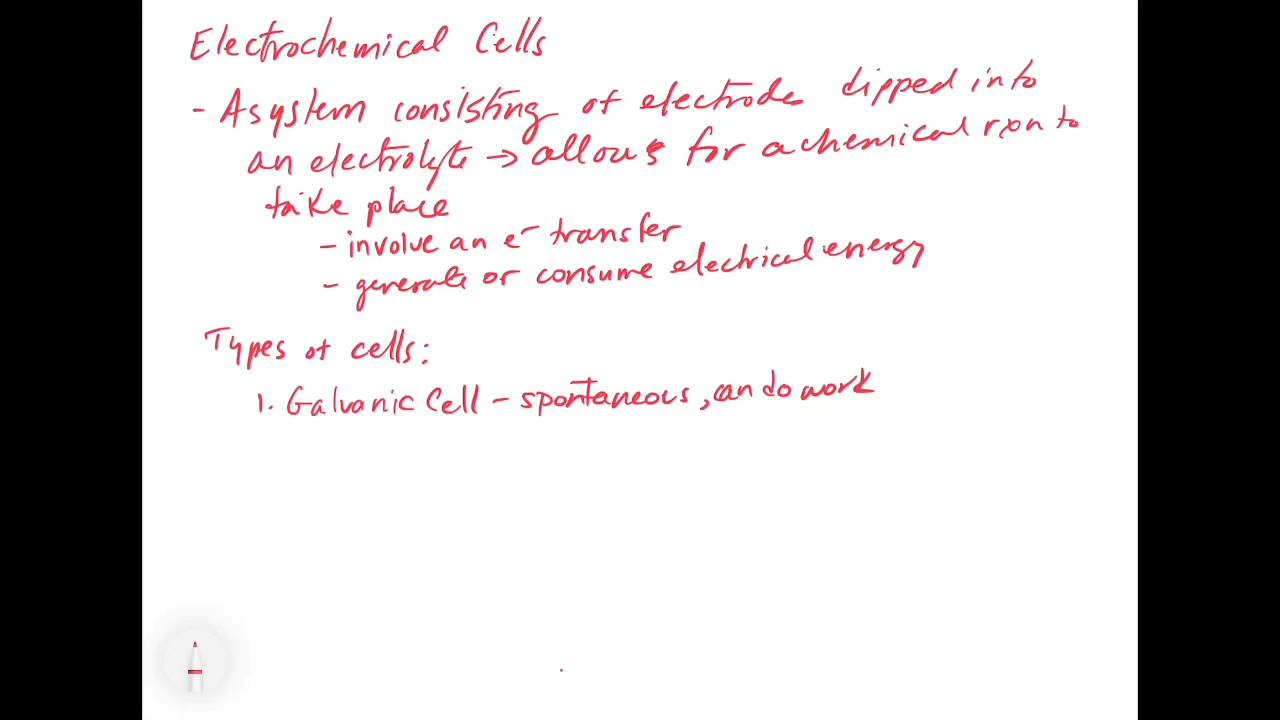 Electrochemical Cells
- A system consisting of electrodes dipped into
an electrolyte → allows for a chemical rxn to
take place
- involve an e⁻ transfer
- generate or consume electrical energy
Types of cells:
1. Galvanic Cell - spontaneous, can do work